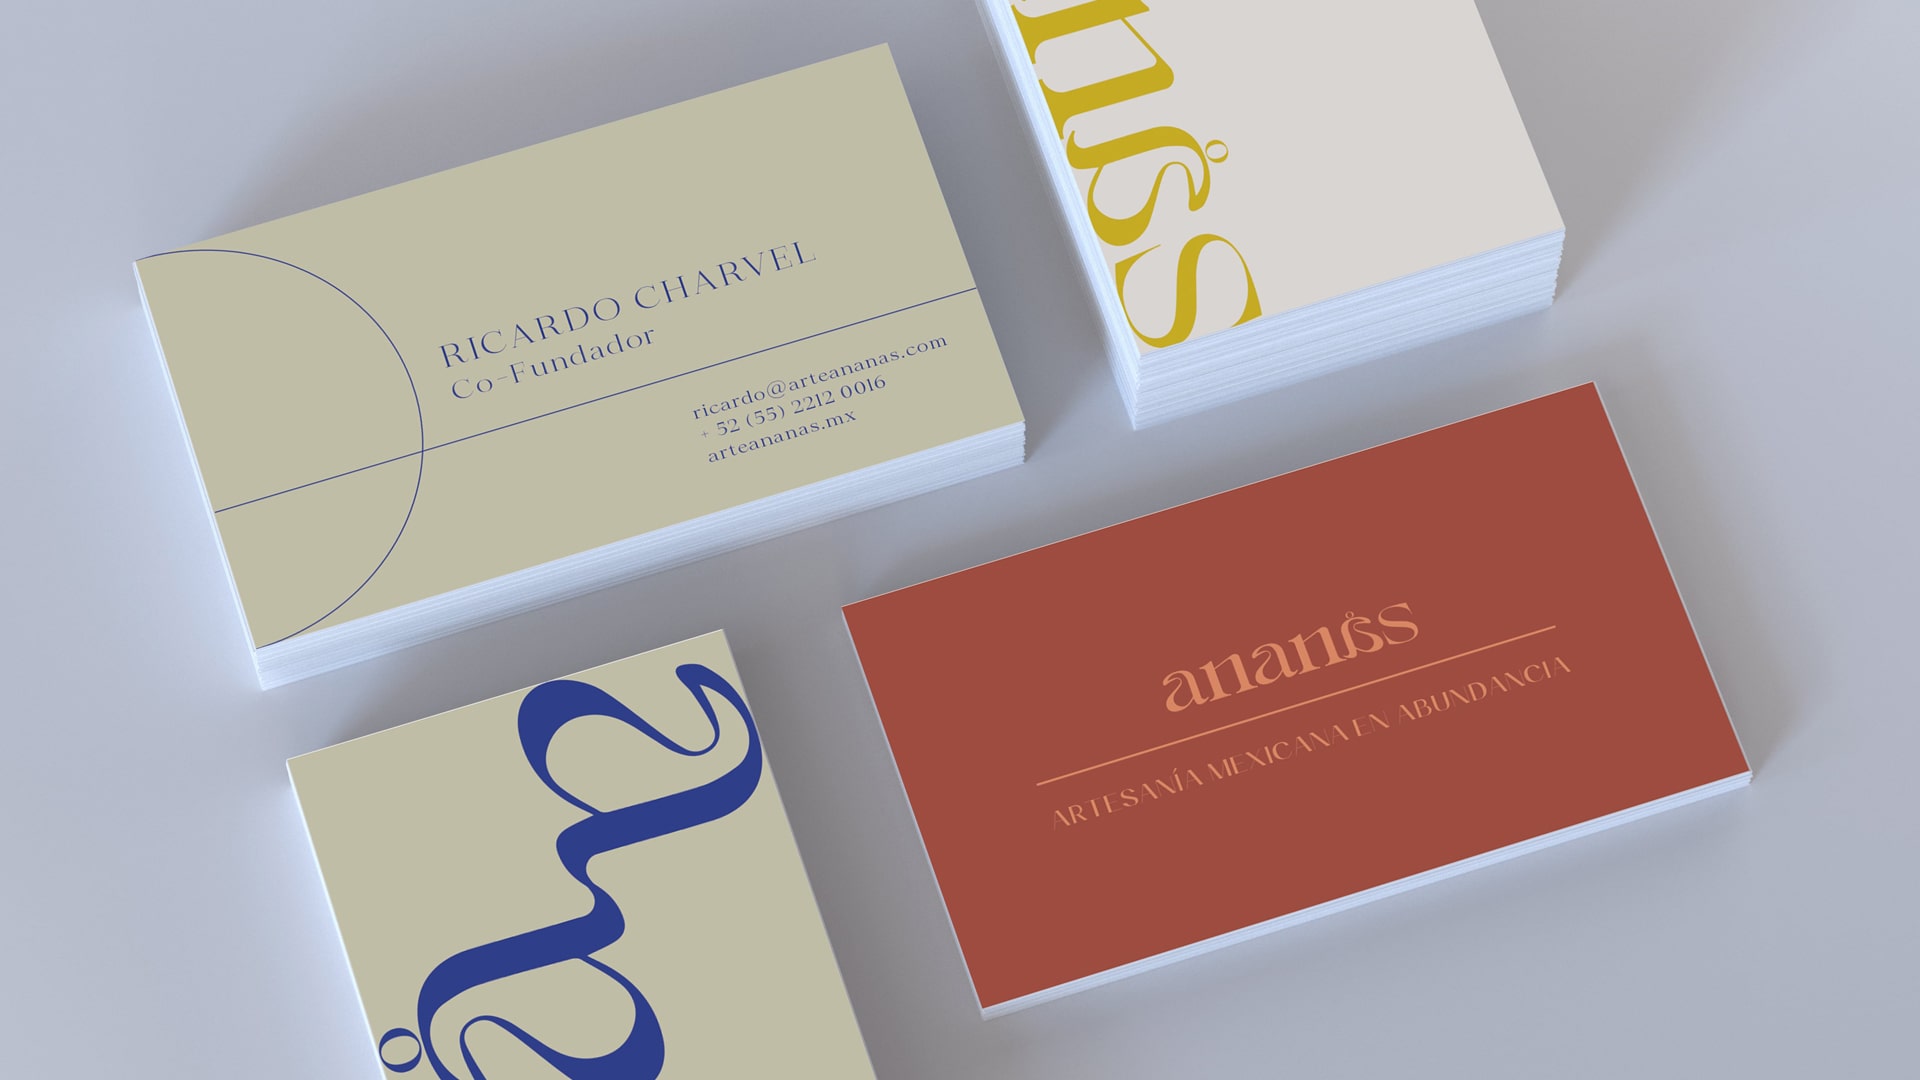 RICARDO CHARVEL
Co-Fundador
ricardo@arteananas.com
+ 52 (55) 2212 0016
arteananas.mx
ananas
ARTESANÍA MEXICANA EN ABUNDANCIA